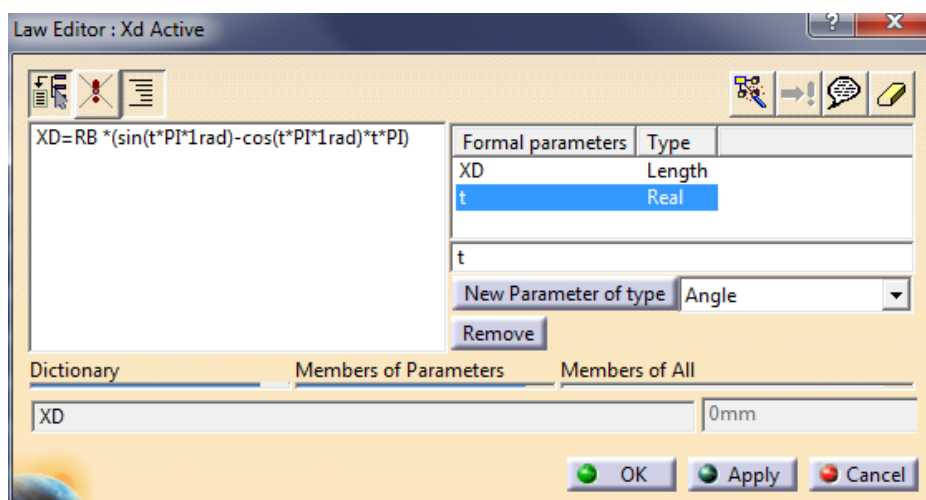 Law Editor : Xd Active
XD=RB *(sin(t*PI*1rad)-cos(t*PI*1rad)*t*PI)
Formal parameters Type
XD Length
t Real
t
New Parameter of type Angle
Remove
Dictionary Members of Parameters Members of All
XD 0mm
OK Apply Cancel